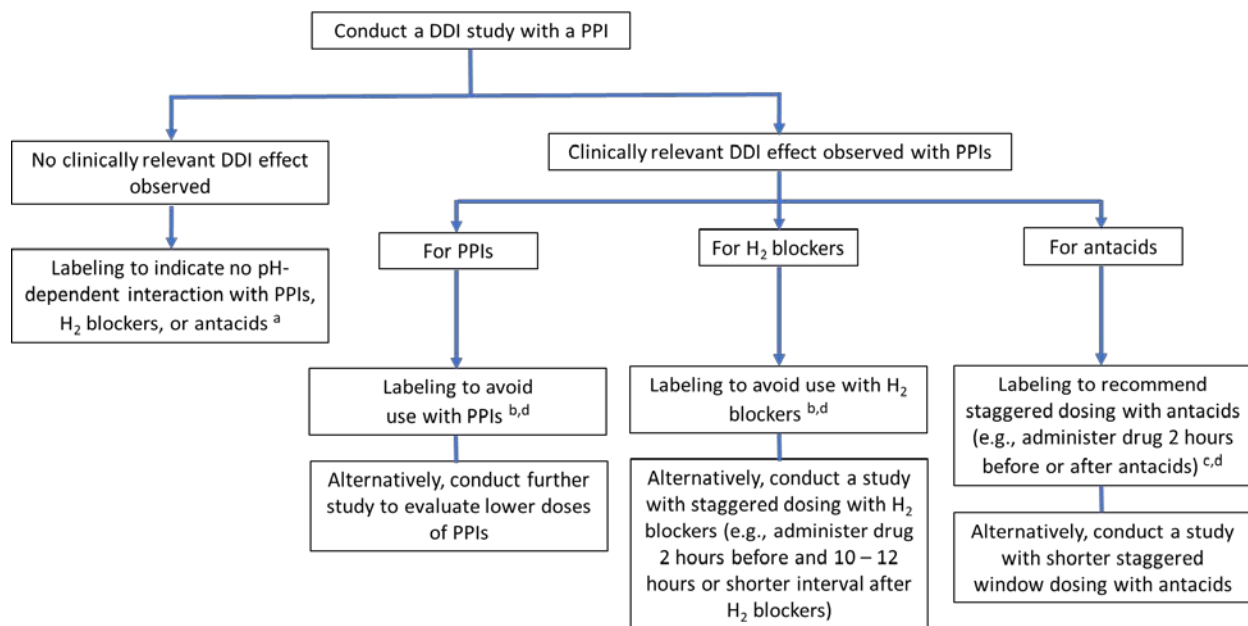 Conduct a DDI study with a PPI
No clinically relevant DDI effect
observed
Clinically relevant DDI effect observed with PPIs
Labeling to indicate no pH-
dependent interaction with PPIs,
H₂ blockers, or antacids ᵃ
For PPIs
For H₂ blockers
For antacids
Labeling to avoid
use with PPIs ᵇ,ᵈ
Labeling to avoid use with H₂
blockers ᵇ,ᵈ
Labeling to recommend
staggered dosing with antacids
(e.g., administer drug 2 hours
before or after antacids) ᶜ,ᵈ
Alternatively, conduct further
study to evaluate lower doses
of PPIs
Alternatively, conduct a study
with staggered dosing with H₂
blockers (e.g., administer drug
2 hours before and 10 – 12
hours or shorter interval after
H₂ blockers)
Alternatively, conduct a study
with shorter staggered
window dosing with antacids